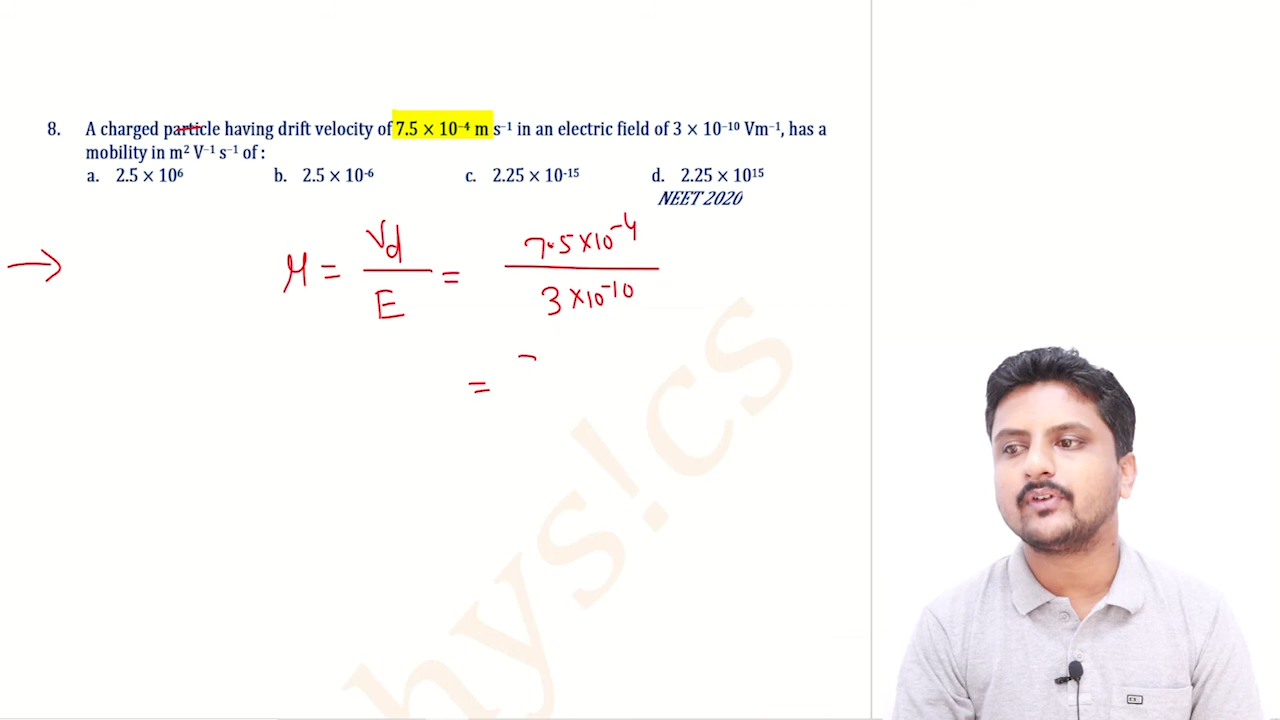 8. A charged particle having drift velocity of 7.5 × 10⁻⁴ m s⁻¹ in an electric field of 3 × 10⁻¹⁰ Vm⁻¹, has a
mobility in m² V⁻¹ s⁻¹ of :
a. 2.5 × 10⁶ b. 2.5 × 10⁻⁶ c. 2.25 × 10⁻¹⁵ d. 2.25 × 10¹⁵
NEET 2020
→ μ = Vd / E = 7.5×10⁻⁴ / 3×10⁻¹⁰
=
hys!cs